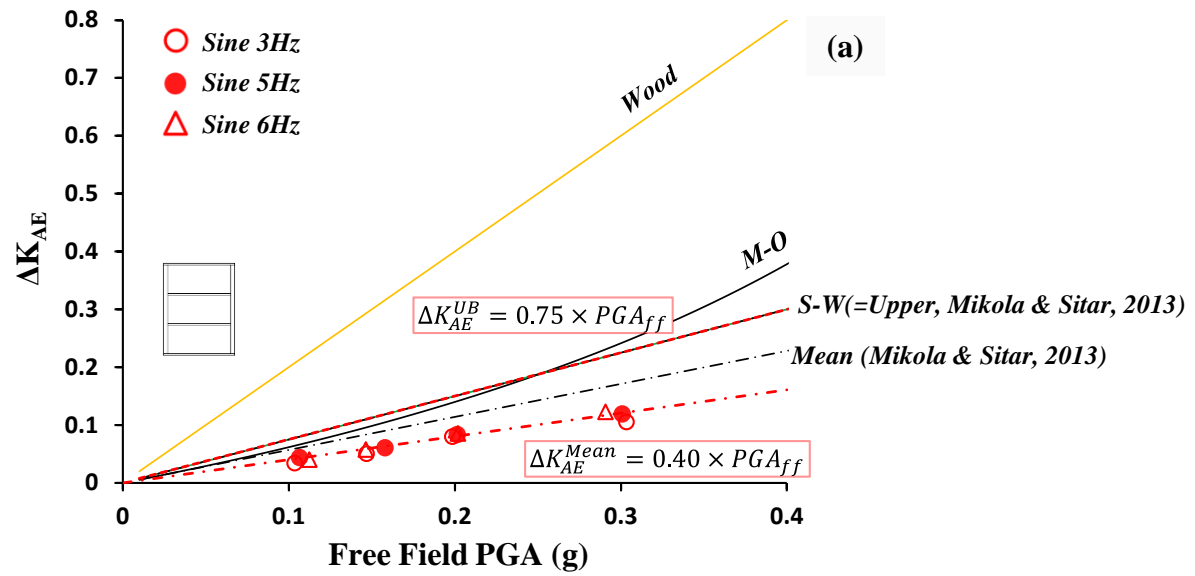 0.8
0.7
0.6
0.5
0.4
0.3
0.2
0.1
0
ΔK_AE
Sine 3Hz
Sine 5Hz
Sine 6Hz
(a)
Wood
M-O
ΔK_AE^UB = 0.75 × PGA_ff
S-W(=Upper, Mikola & Sitar, 2013)
Mean (Mikola & Sitar, 2013)
ΔK_AE^Mean = 0.40 × PGA_ff
0 0.1 0.2 0.3 0.4
Free Field PGA (g)